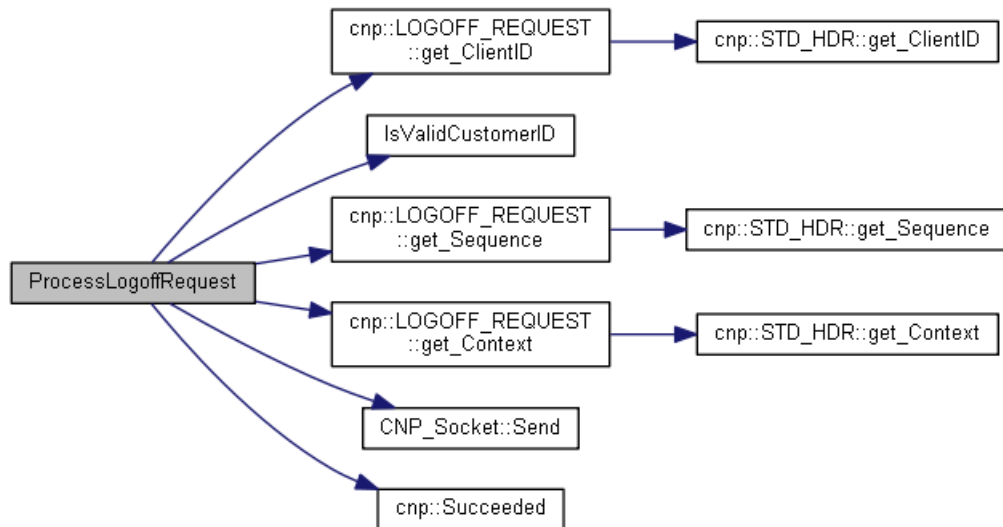 cnp::LOGOFF_REQUEST
::get_ClientID
cnp::STD_HDR::get_ClientID
IsValidCustomerID
cnp::LOGOFF_REQUEST
::get_Sequence
cnp::STD_HDR::get_Sequence
ProcessLogoffRequest
cnp::LOGOFF_REQUEST
::get_Context
cnp::STD_HDR::get_Context
CNP_Socket::Send
cnp::Succeeded